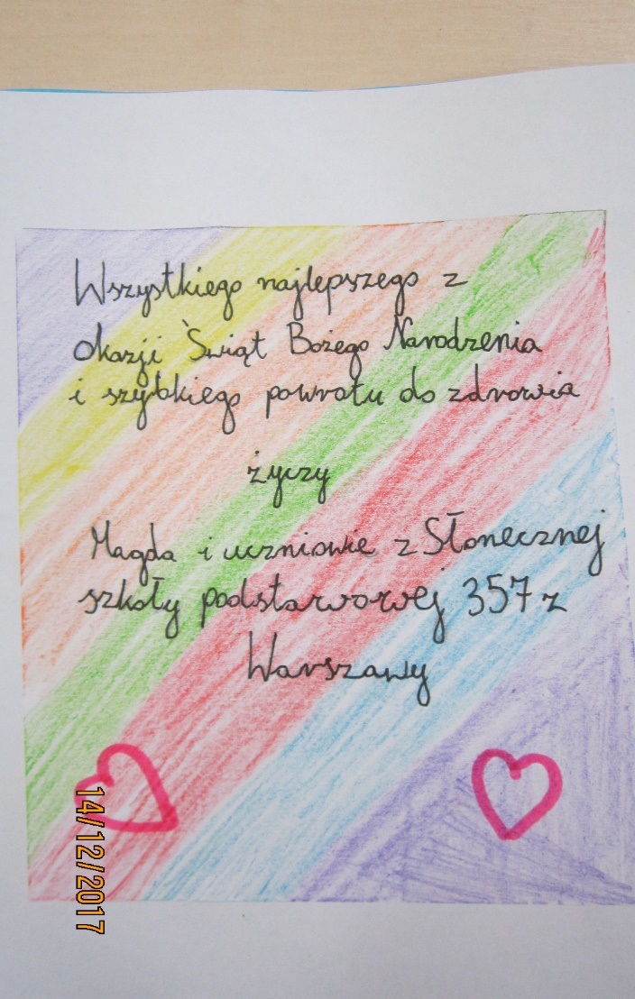 Wszystkiego najlepszego z
okazji Świąt Bożego Narodzenia
i szybkiego powrotu do zdrowia
życzy
Magda i uczniowie z Słonecznej
szkoły podstawowej 357 z
Warszawy
14/12/2017